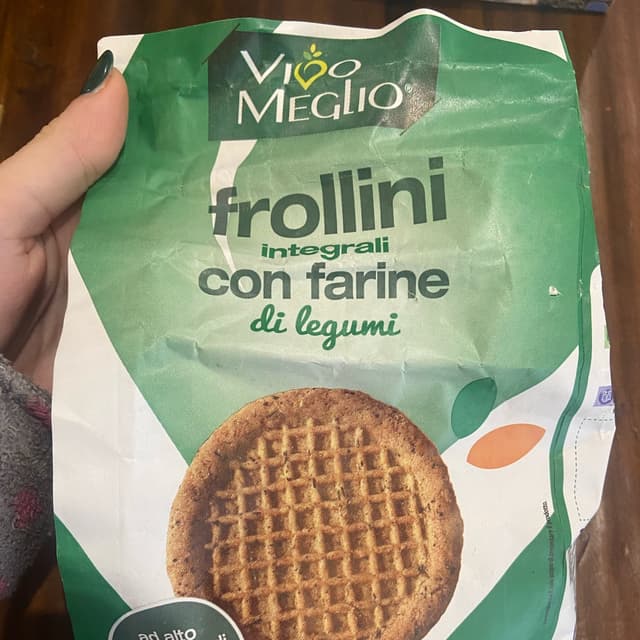 VIVO
MEGLIO
frollini
integrali
con farine
di legumi
ad alto